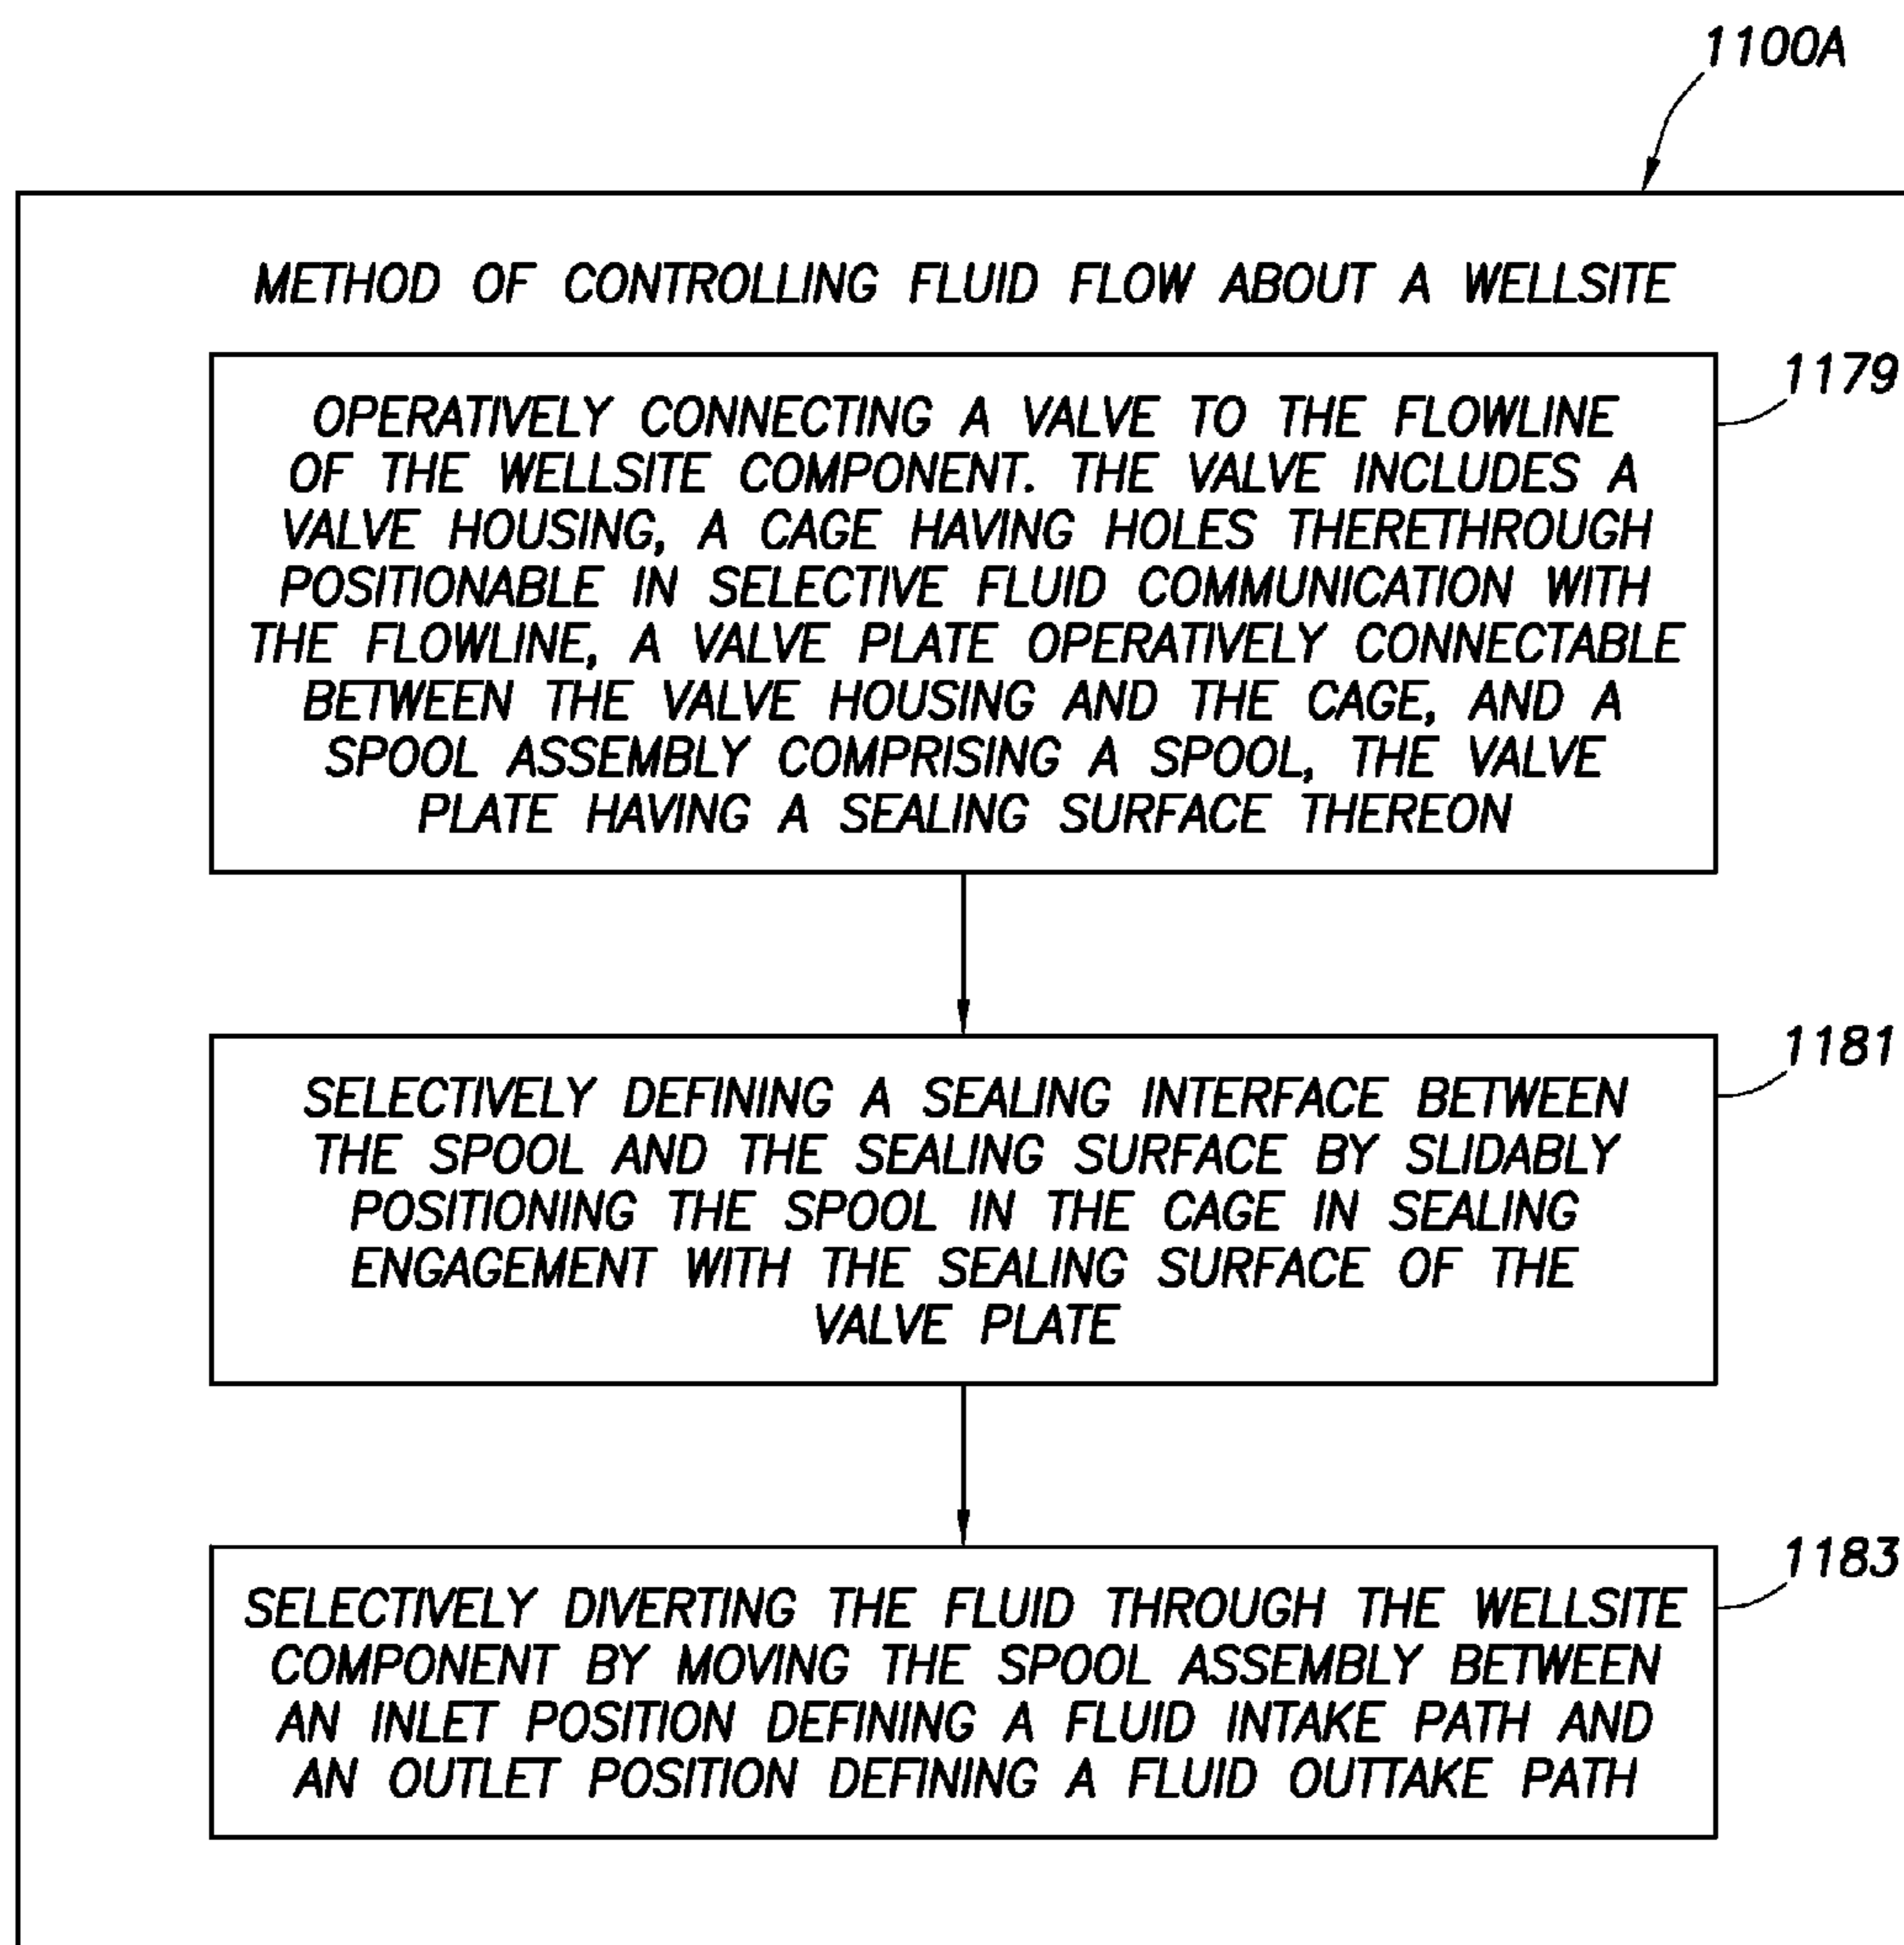 1100A
METHOD OF CONTROLLING FLUID FLOW ABOUT A WELLSITE
1179
OPERATIVELY CONNECTING A VALVE TO THE FLOWLINE
OF THE WELLSITE COMPONENT. THE VALVE INCLUDES A
VALVE HOUSING, A CAGE HAVING HOLES THERETHROUGH
POSITIONABLE IN SELECTIVE FLUID COMMUNICATION WITH
THE FLOWLINE, A VALVE PLATE OPERATIVELY CONNECTABLE
BETWEEN THE VALVE HOUSING AND THE CAGE, AND A
SPOOL ASSEMBLY COMPRISING A SPOOL, THE VALVE
PLATE HAVING A SEALING SURFACE THEREON
1181
SELECTIVELY DEFINING A SEALING INTERFACE BETWEEN
THE SPOOL AND THE SEALING SURFACE BY SLIDABLY
POSITIONING THE SPOOL IN THE CAGE IN SEALING
ENGAGEMENT WITH THE SEALING SURFACE OF THE
VALVE PLATE
1183
SELECTIVELY DIVERTING THE FLUID THROUGH THE WELLSITE
COMPONENT BY MOVING THE SPOOL ASSEMBLY BETWEEN
AN INLET POSITION DEFINING A FLUID INTAKE PATH AND
AN OUTLET POSITION DEFINING A FLUID OUTTAKE PATH